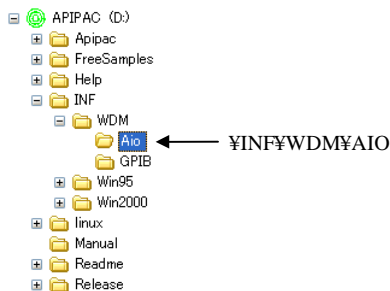 APIPAC (D:)
Apipac
FreeSamples
Help
INF
WDM
Aio ¥INF¥WDM¥AIO
GPIB
Win95
Win2000
linux
Manual
Readme
Release